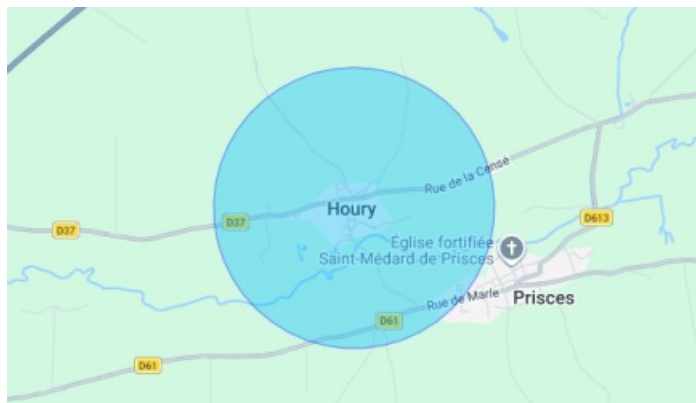 Rue de la Cense
Houry
D37
D37
D613
Église fortifiée
Saint-Médard de Prisces
Rue de Marle
Prisces
D61
D61